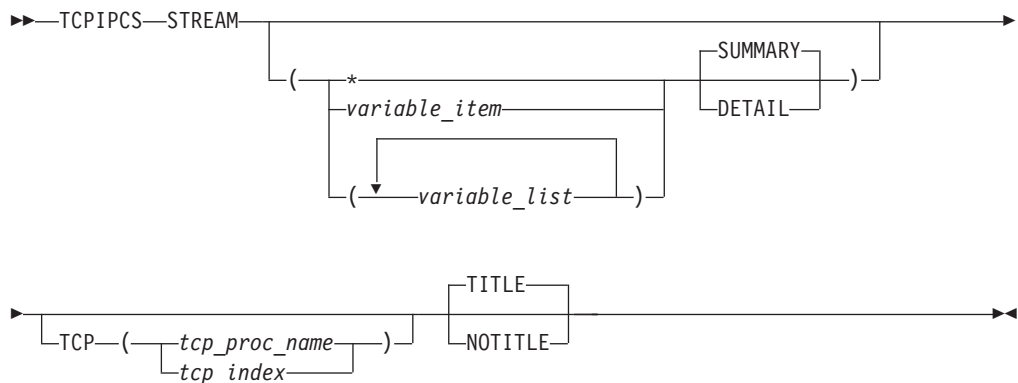 TCPIPCS STREAM
SUMMARY
( * )
variable_item DETAIL
( variable_list )
TITLE
TCP ( tcp_proc_name ) NOTITLE
tcp_index